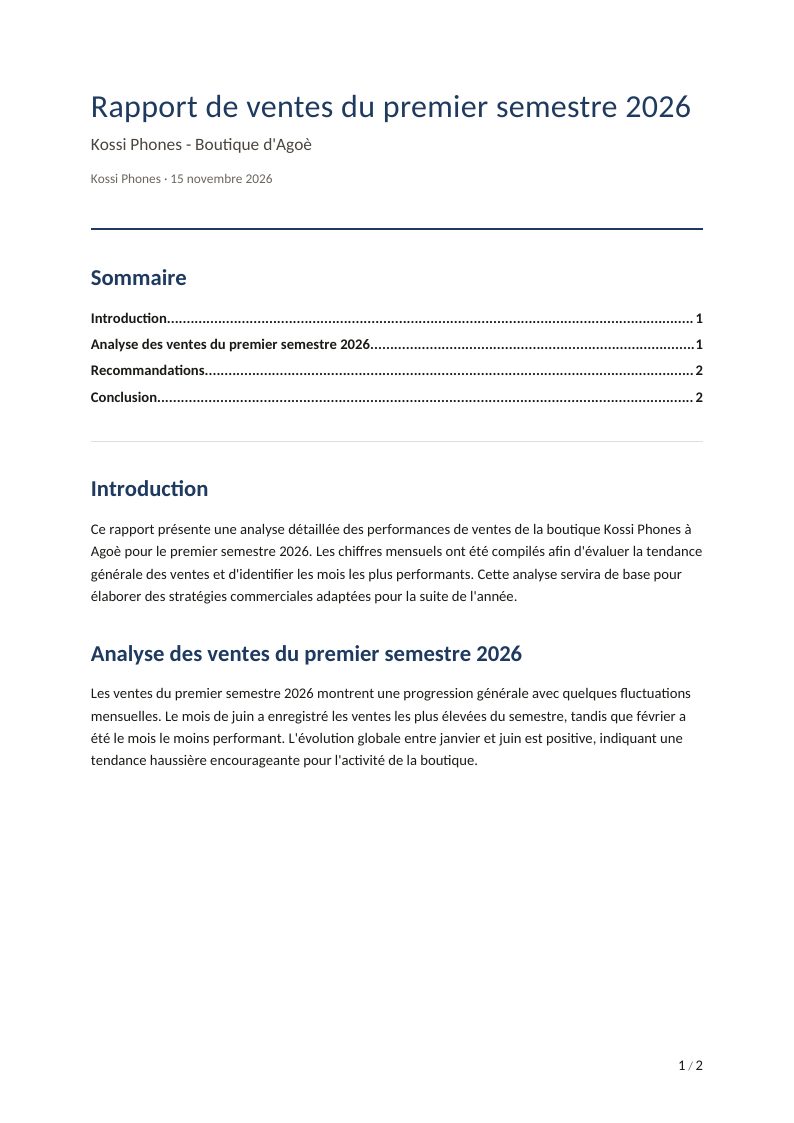 Rapport de ventes du premier semestre 2026
Kossi Phones - Boutique d'Agoè
Kossi Phones · 15 novembre 2026
Sommaire
Introduction........................................................................................................................................ 1
Analyse des ventes du premier semestre 2026................................................................................... 1
Recommandations............................................................................................................................. 2
Conclusion.......................................................................................................................................... 2
Introduction
Ce rapport présente une analyse détaillée des performances de ventes de la boutique Kossi Phones à
Agoè pour le premier semestre 2026. Les chiffres mensuels ont été compilés afin d'évaluer la tendance
générale des ventes et d'identifier les mois les plus performants. Cette analyse servira de base pour
élaborer des stratégies commerciales adaptées pour la suite de l'année.
Analyse des ventes du premier semestre 2026
Les ventes du premier semestre 2026 montrent une progression générale avec quelques fluctuations
mensuelles. Le mois de juin a enregistré les ventes les plus élevées du semestre, tandis que février a
été le mois le moins performant. L'évolution globale entre janvier et juin est positive, indiquant une
tendance haussière encourageante pour l'activité de la boutique.
1 / 2